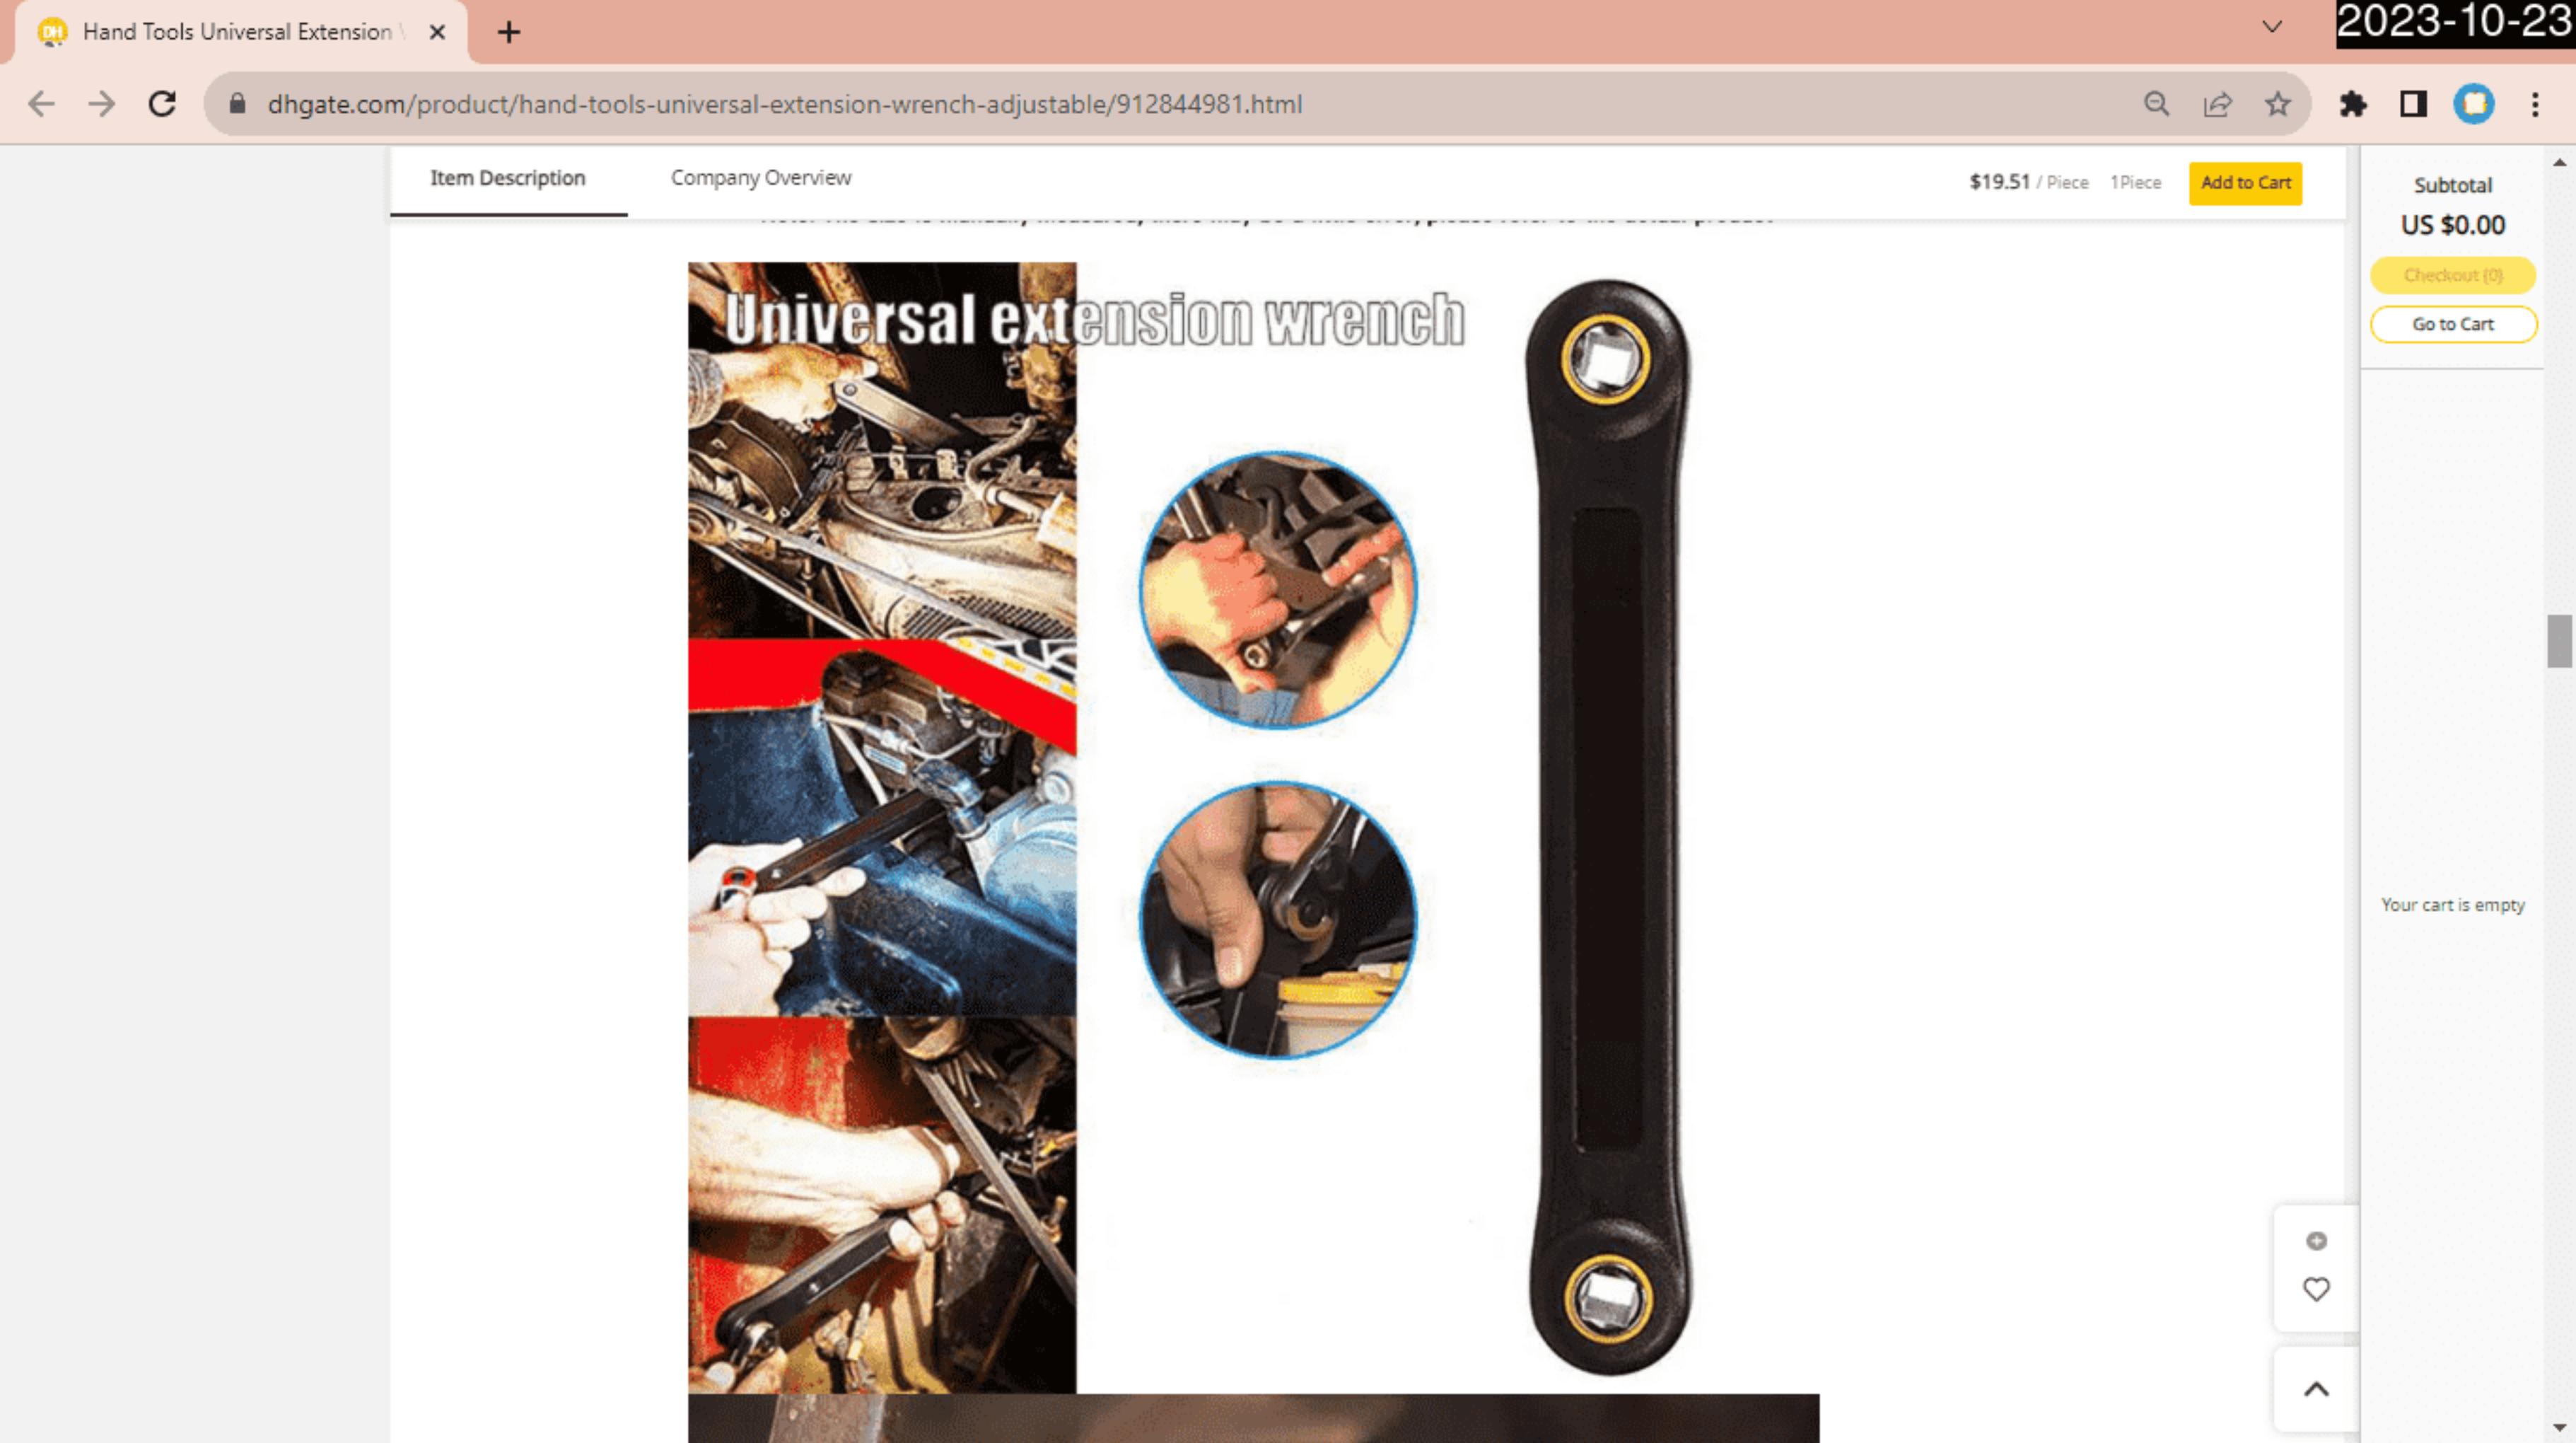 Hand Tools Universal Extension
2023-10-23
dhgate.com/product/hand-tools-universal-extension-wrench-adjustable/912844981.html
Item Description
Company Overview
$19.51 / Piece 1Piece
Add to Cart
Subtotal
US $0.00
Checkout (0)
Go to Cart
Universal extension wrench
Your cart is empty